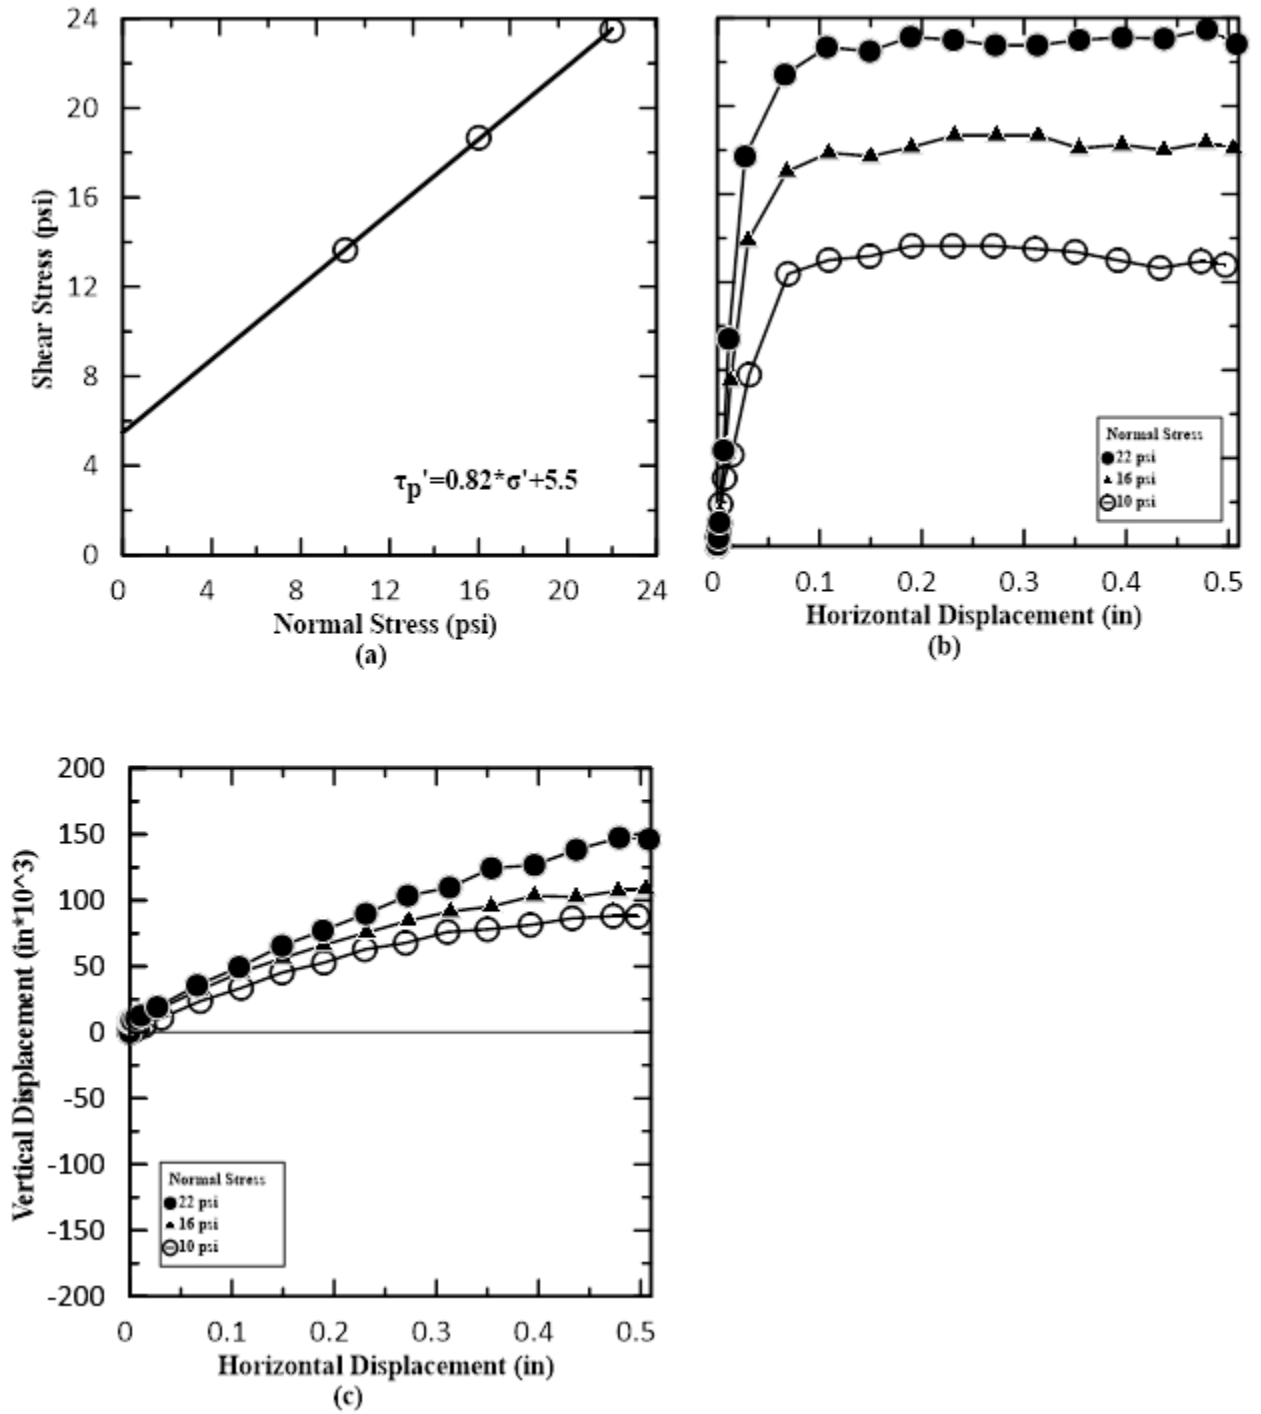 24
20
16
12
8
4
0
Shear Stress (psi)
τp'=0.82*σ'+5.5
0 4 8 12 16 20 24
Normal Stress (psi)
(a)
Normal Stress
22 psi
16 psi
10 psi
0 0.1 0.2 0.3 0.4 0.5
Horizontal Displacement (in)
(b)
200
150
100
50
0
-50
-100
-150
-200
Vertical Displacement (in*10^3)
Normal Stress
22 psi
16 psi
10 psi
0 0.1 0.2 0.3 0.4 0.5
Horizontal Displacement (in)
(c)